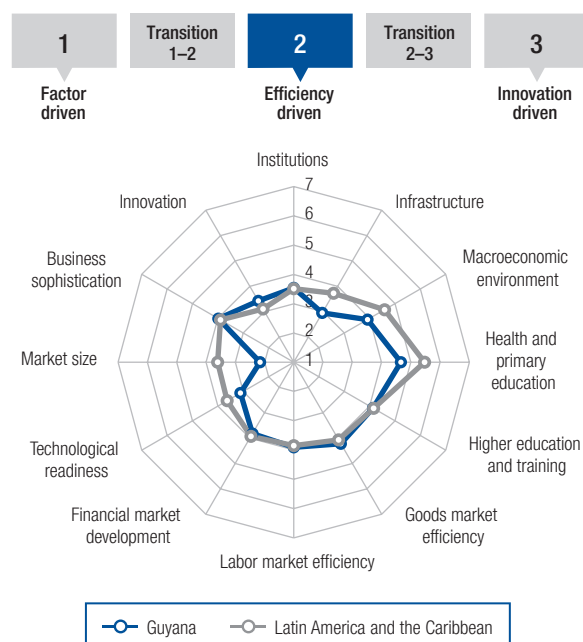 1
Transition
1–2
2
Transition
2–3
3
Factor
driven
Efficiency
driven
Innovation
driven
Institutions
Infrastructure
Macroeconomic
environment
Health and
primary
education
Higher education
and training
Goods market
efficiency
Labor market efficiency
Financial market
development
Technological
readiness
Market size
Business
sophistication
Innovation
7
6
5
4
3
2
1
Guyana
Latin America and the Caribbean